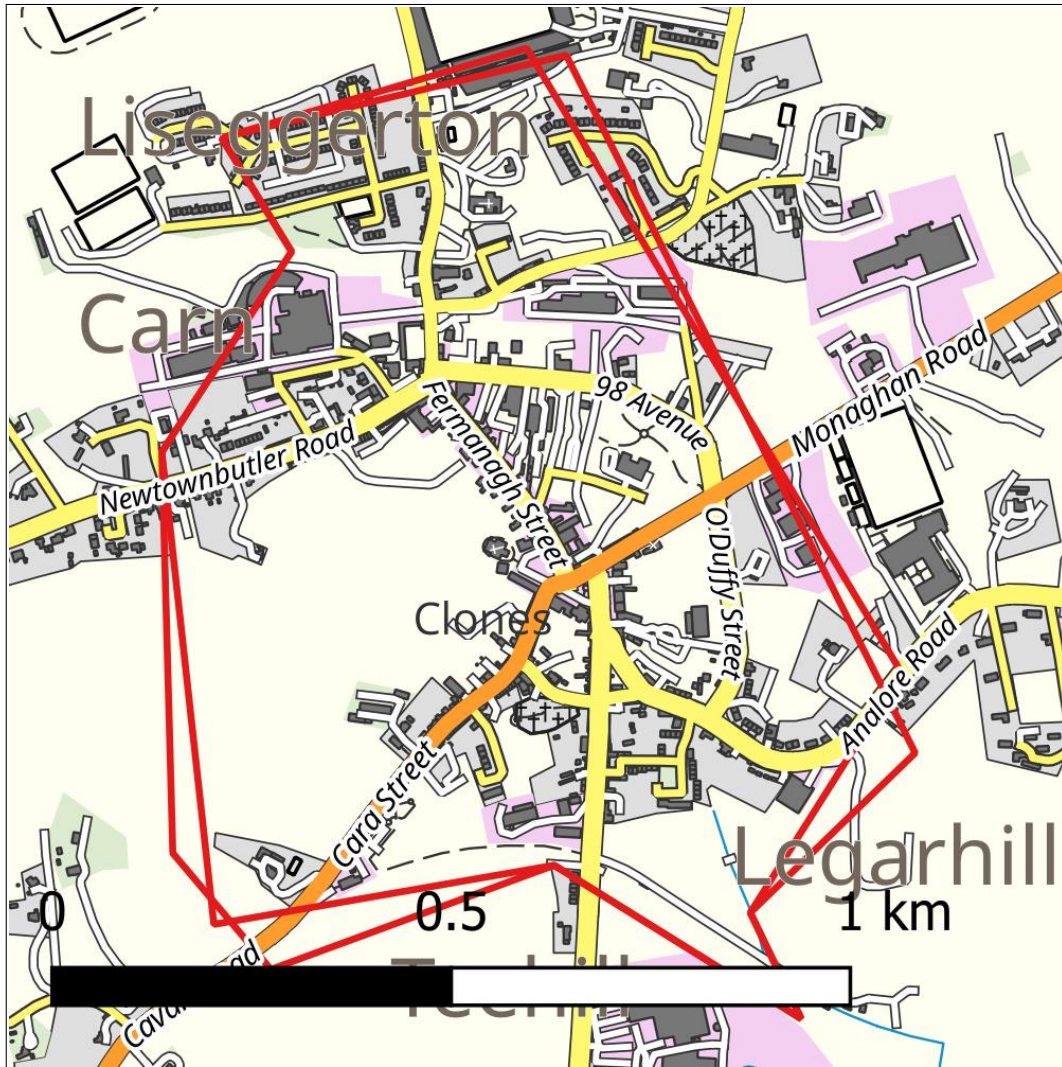 Liseggerton
Carn
98 Avenue
Monaghan Road
Fermanagh Street
Newtownbutler Road
O'Duffy Street
Clones
Analore Road
Cara Street
Legarhill
0
0.5
1 km